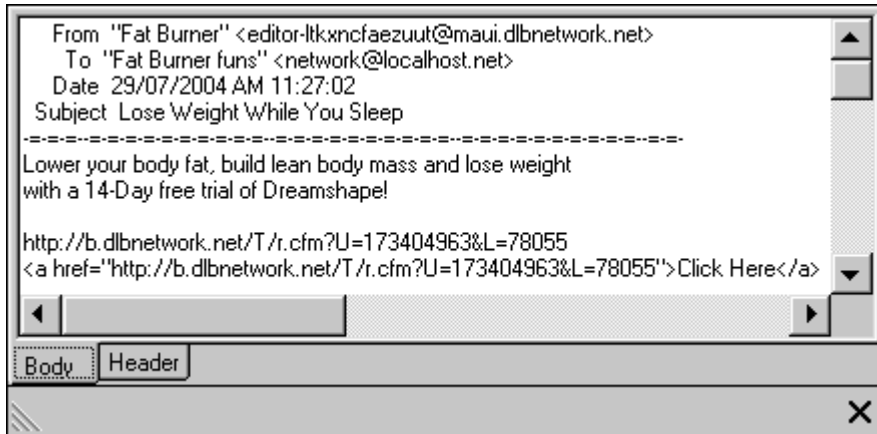 From "Fat Burner" <editor-ltkxncfaezuut@maui.dlbnetwork.net>
To "Fat Burner funs" <network@localhost.net>
Date 29/07/2004 AM 11:27:02
Subject Lose Weight While You Sleep
-=-=-=--=-=-=-=-=-=-=-=--=-=-=-=-=-=-=-=-=--=-=-=-=-=-=-=-=-=--=-=-
Lower your body fat, build lean body mass and lose weight
with a 14-Day free trial of Dreamshape!
http://b.dlbnetwork.net/T/r.cfm?U=173404963&L=78055
<a href="http://b.dlbnetwork.net/T/r.cfm?U=173404963&L=78055">Click Here</a>
Body Header